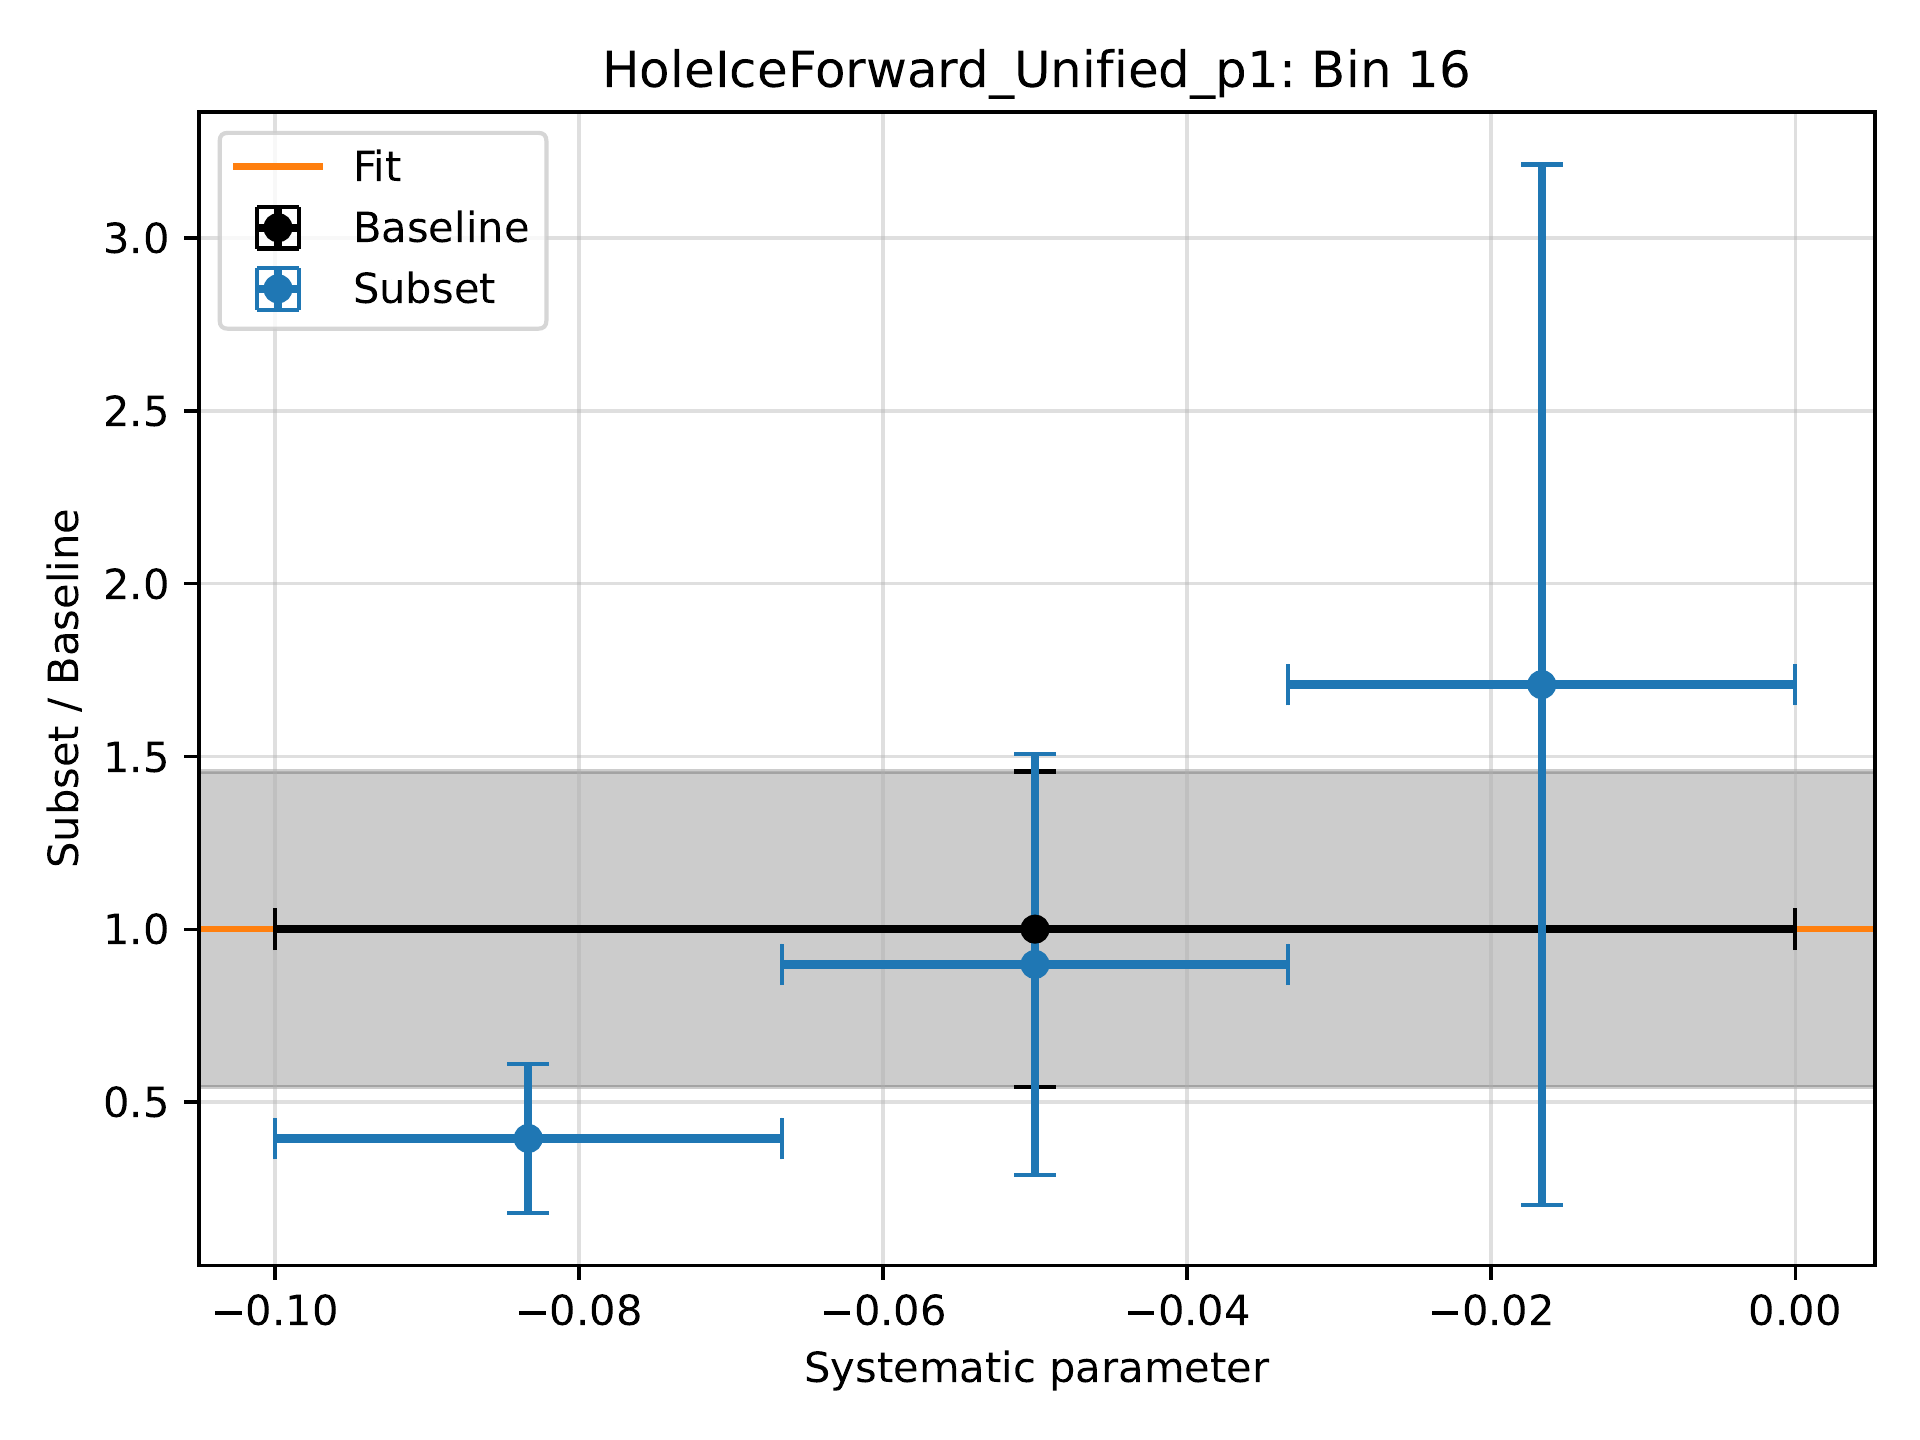 HoleIceForward_Unified_p1: Bin 16
Fit
Baseline
Subset
3.0
2.5
2.0
1.5
1.0
0.5
Subset / Baseline
−0.10 −0.08 −0.06 −0.04 −0.02 0.00
Systematic parameter